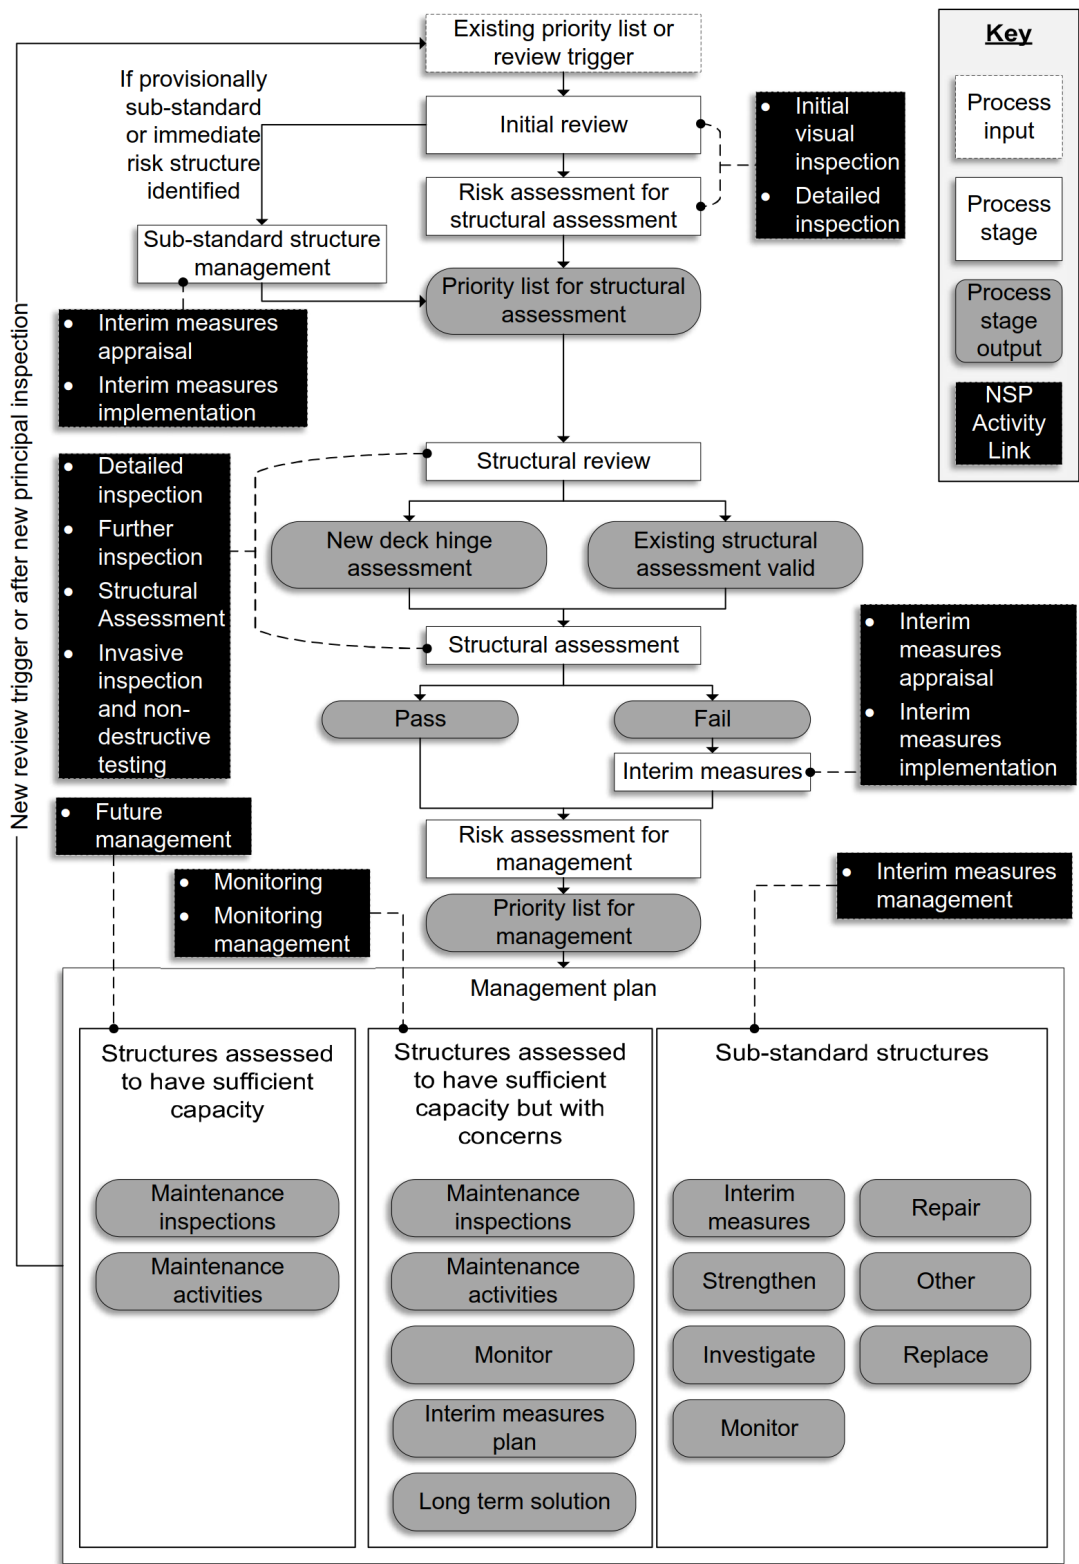 Existing priority list or
review trigger
Key
Process
input
Process
stage
Process
stage
output
NSP
Activity
Link
If provisionally
sub-standard
or immediate
risk structure
identified
Initial review
• Initial
visual
inspection
• Detailed
inspection
Risk assessment for
structural assessment
Sub-standard structure
management
Priority list for structural
assessment
• Interim measures
appraisal
• Interim measures
implementation
New review trigger or after new principal inspection
Structural review
• Detailed
inspection
• Further
inspection
• Structural
Assessment
• Invasive
inspection
and non-
destructive
testing
New deck hinge
assessment
Existing structural
assessment valid
Structural assessment
• Interim
measures
appraisal
• Interim
measures
implementation
Pass
Fail
Interim measures
• Future
management
Risk assessment for
management
• Monitoring
• Monitoring
management
• Interim measures
management
Priority list for
management
Management plan
Structures assessed
to have sufficient
capacity
Maintenance
inspections
Maintenance
activities
Structures assessed
to have sufficient
capacity but with
concerns
Maintenance
inspections
Maintenance
activities
Monitor
Interim measures
plan
Long term solution
Sub-standard structures
Interim
measures
Repair
Strengthen
Other
Investigate
Replace
Monitor